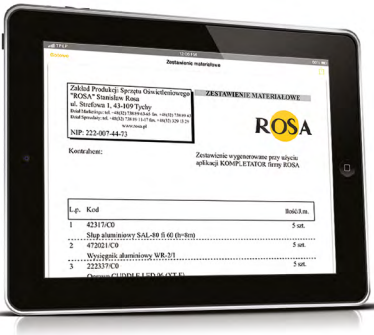 12:00 PM
Zestawienie materiałowe
Zakład Produkcji Sprzętu Oświetleniowego
"ROSA" Stanisław Rosa
ul. Strefowa 1, 43-109 Tychy
www.rosa.pl
NIP: 222-007-44-73
ZESTAWIENIE MATERIAŁOWE
ROSA
Kontrahent:
Zestawienie wygenerowane przy użyciu
aplikacji KOMPLETATOR firmy ROSA
L.p. Kod Ilość/J.m.
1 42317/C0 5 szt.
Słup aluminiowy SAL-80 fi 60 (h=8m)
2 472021/C0 5 szt.
Wysięgnik aluminiowy WR-2/1
3 222337/C0 5 szt.